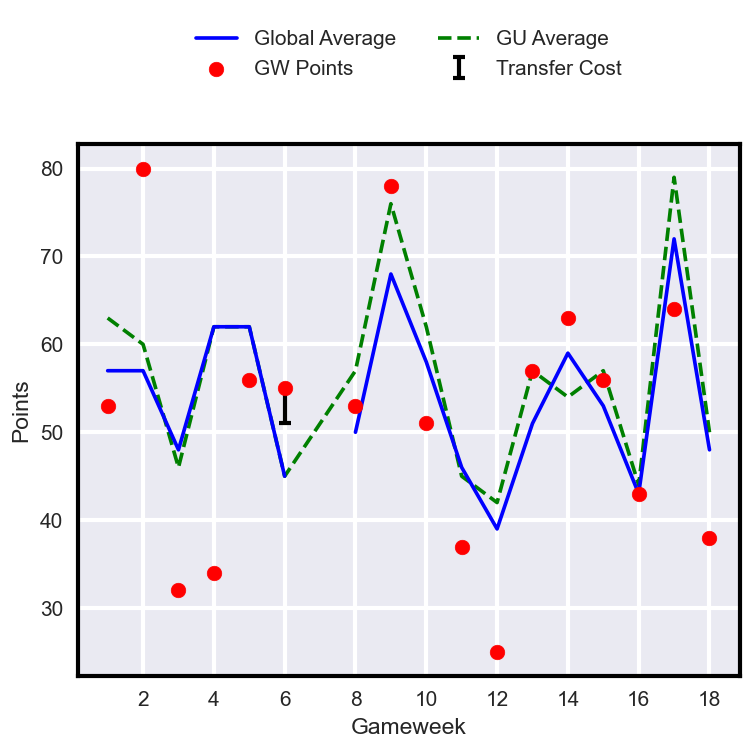 Global Average
GU Average
GW Points
Transfer Cost
80
70
60
50
40
30
Points
2 4 6 8 10 12 14 16 18
Gameweek